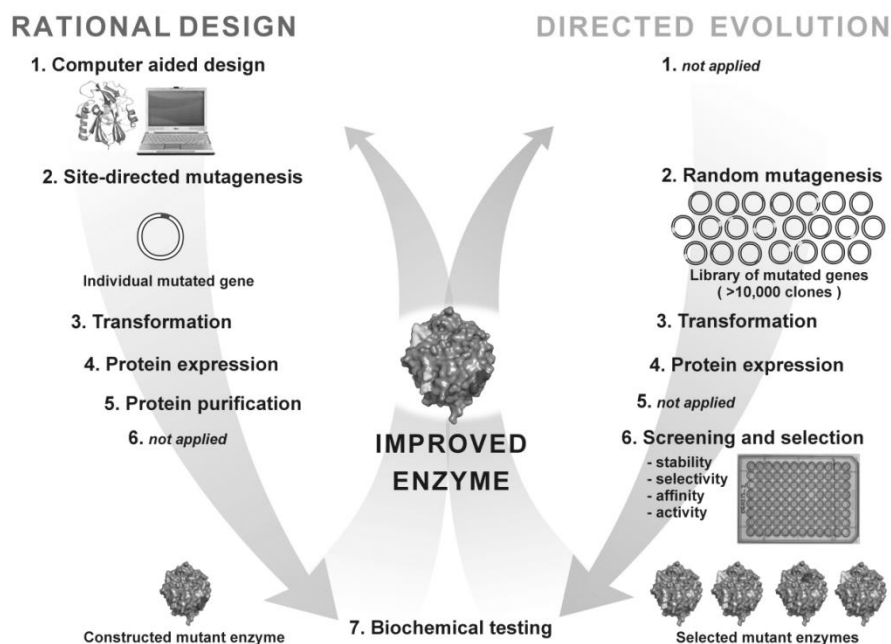 RATIONAL DESIGN
1. Computer aided design
2. Site-directed mutagenesis
Individual mutated gene
3. Transformation
4. Protein expression
5. Protein purification
6. not applied
Constructed mutant enzyme
IMPROVED
ENZYME
7. Biochemical testing
DIRECTED EVOLUTION
1. not applied
2. Random mutagenesis
Library of mutated genes
( >10,000 clones )
3. Transformation
4. Protein expression
5. not applied
6. Screening and selection
- stability
- selectivity
- affinity
- activity
Selected mutant enzymes